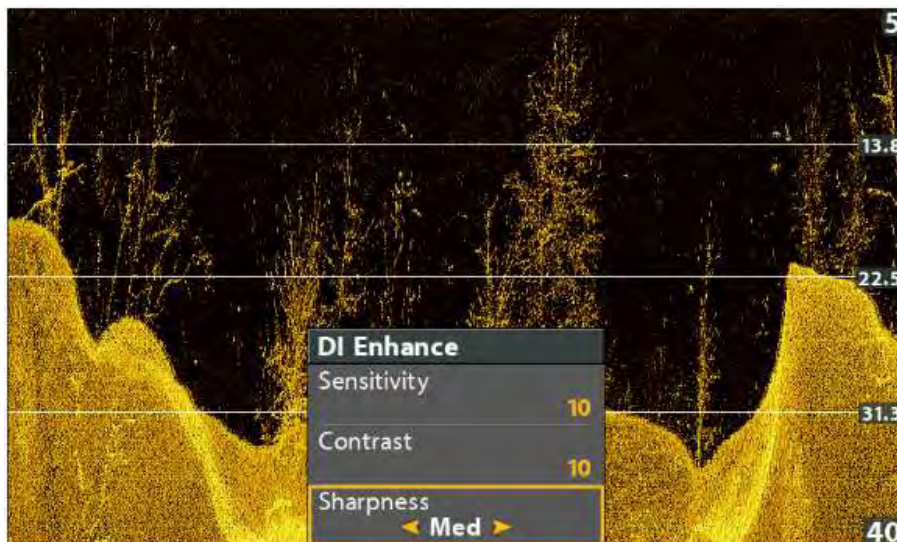 5
13.8
22.5
DI Enhance
Sensitivity
10
31.3
Contrast
10
Sharpness
Med
40